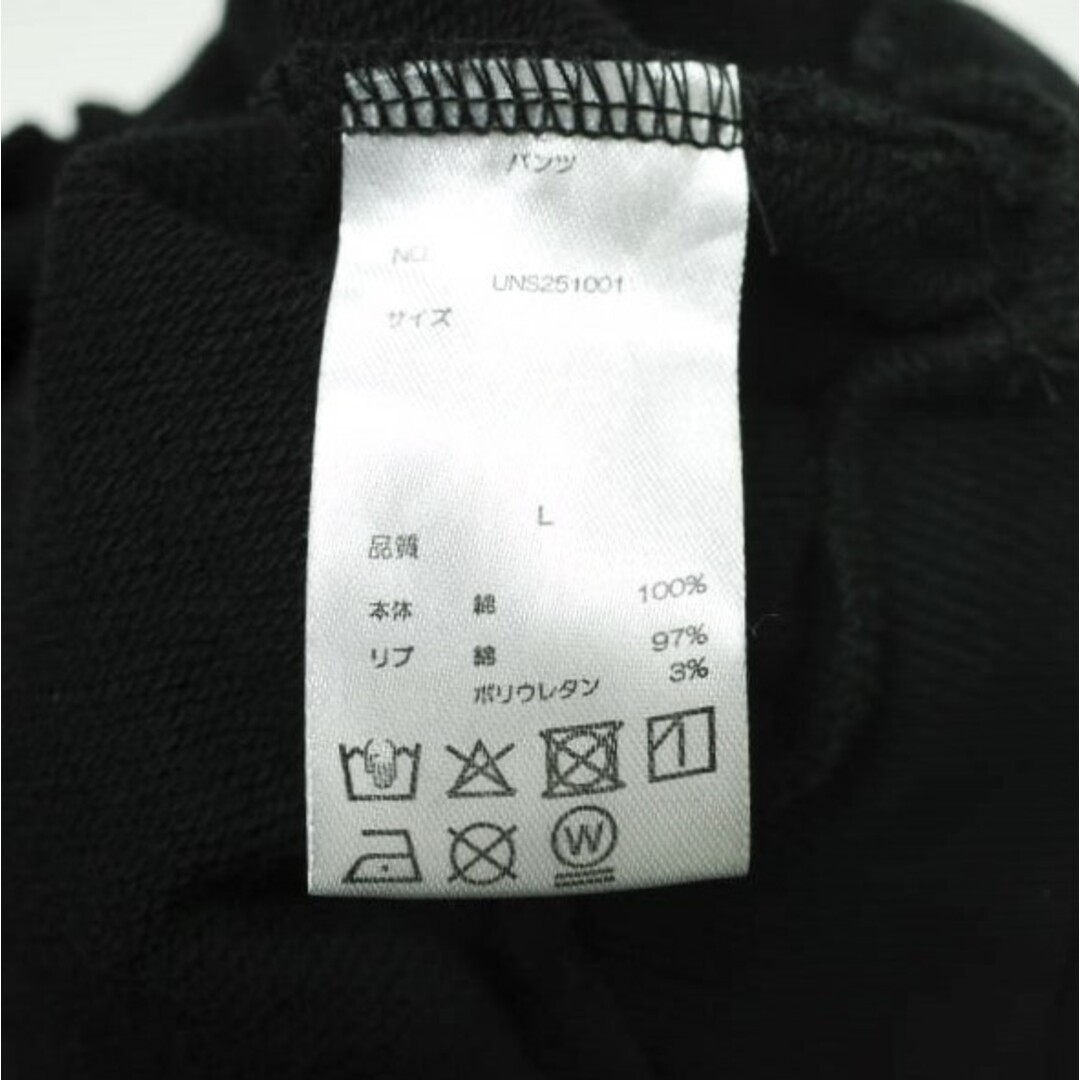 パンツ
NO.
UNS251001
サイズ
L
品質
本体 綿 100%
リブ 綿 97%
ポリウレタン 3%
W